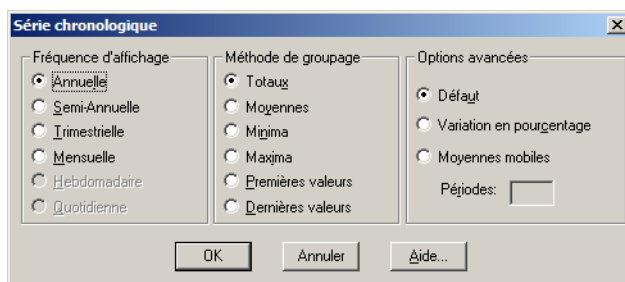 Série chronologique
Fréquence d'affichage
Annuelle
Semi-Annuelle
Trimestrielle
Mensuelle
Hebdomadaire
Quotidienne
Méthode de groupage
Totaux
Moyennes
Minima
Maxima
Premières valeurs
Dernières valeurs
Options avancées
Défaut
Variation en pourcentage
Moyennes mobiles
Périodes:
OK
Annuler
Aide...